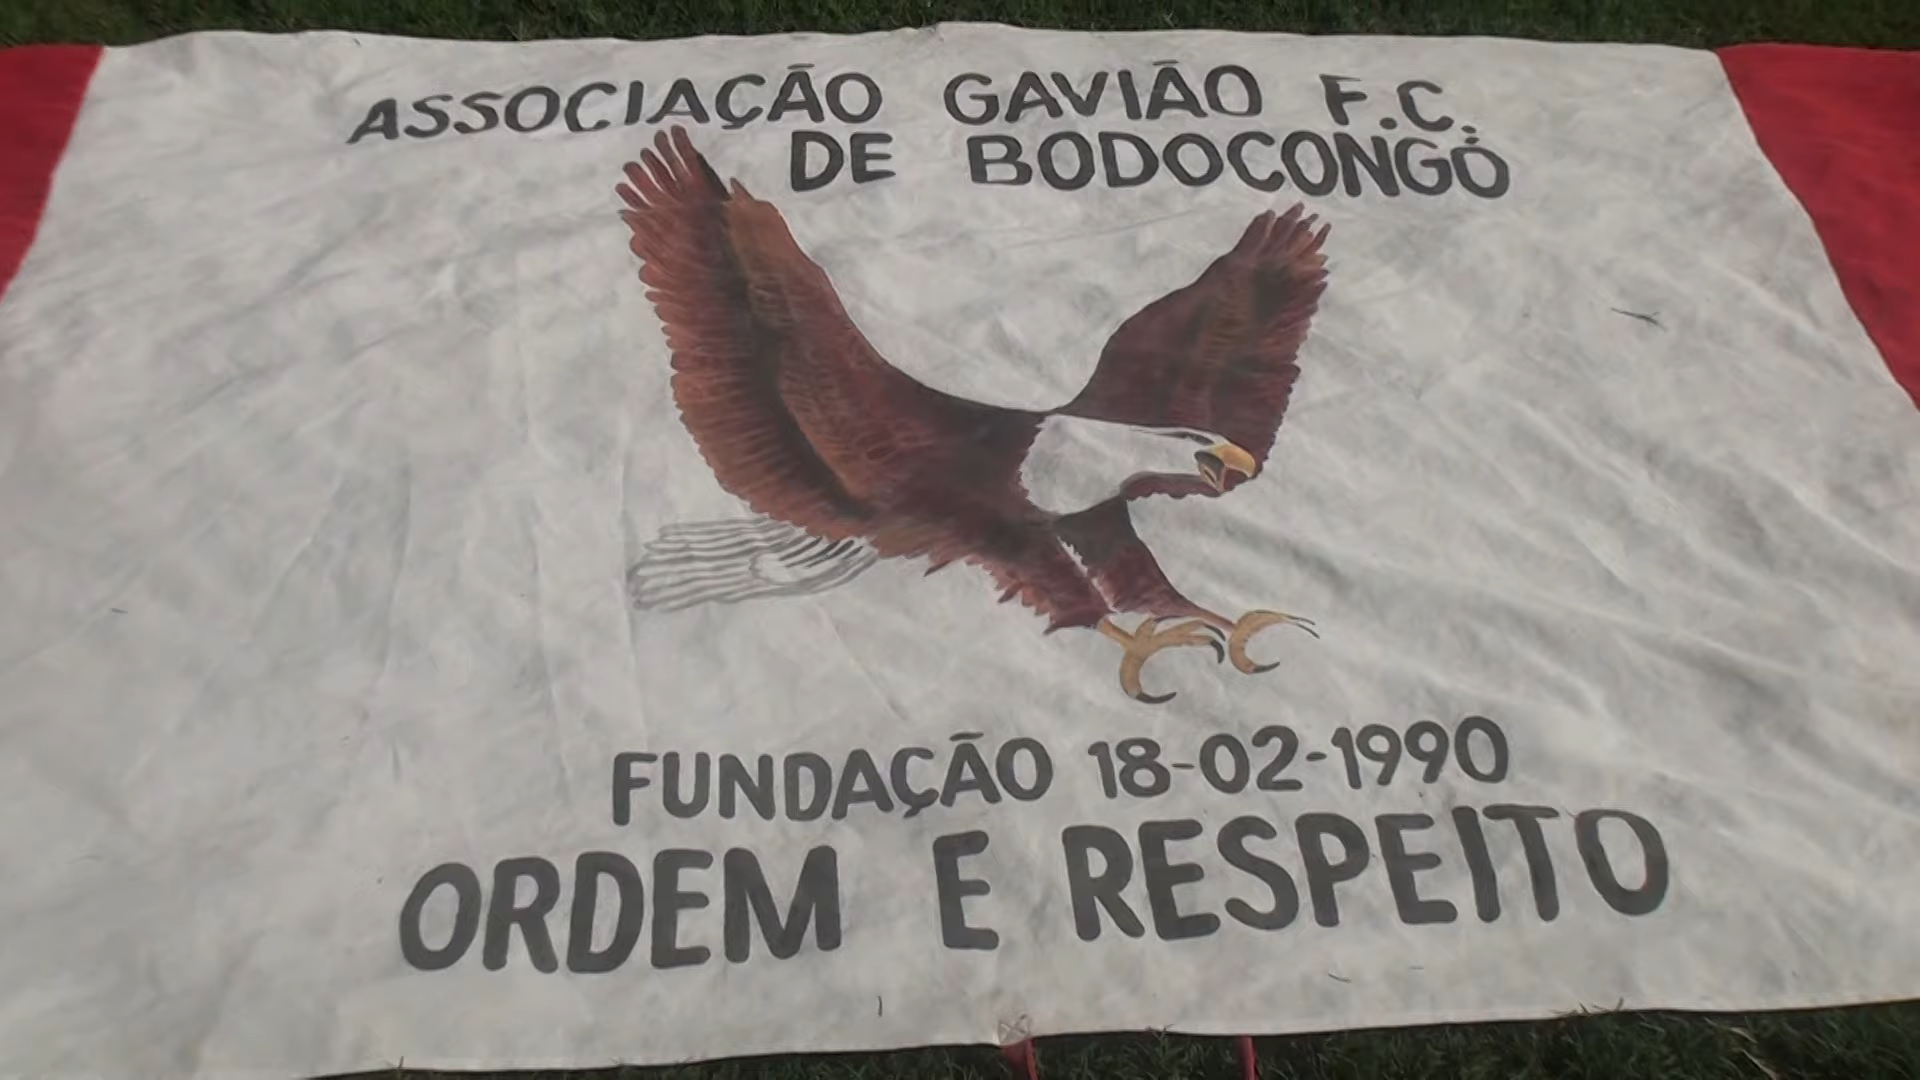 ASSOCIAÇÃO GAVIÃO F.C.
DE BODOCONGÓ
FUNDAÇÃO 18-02-1990
ORDEM E RESPEITO